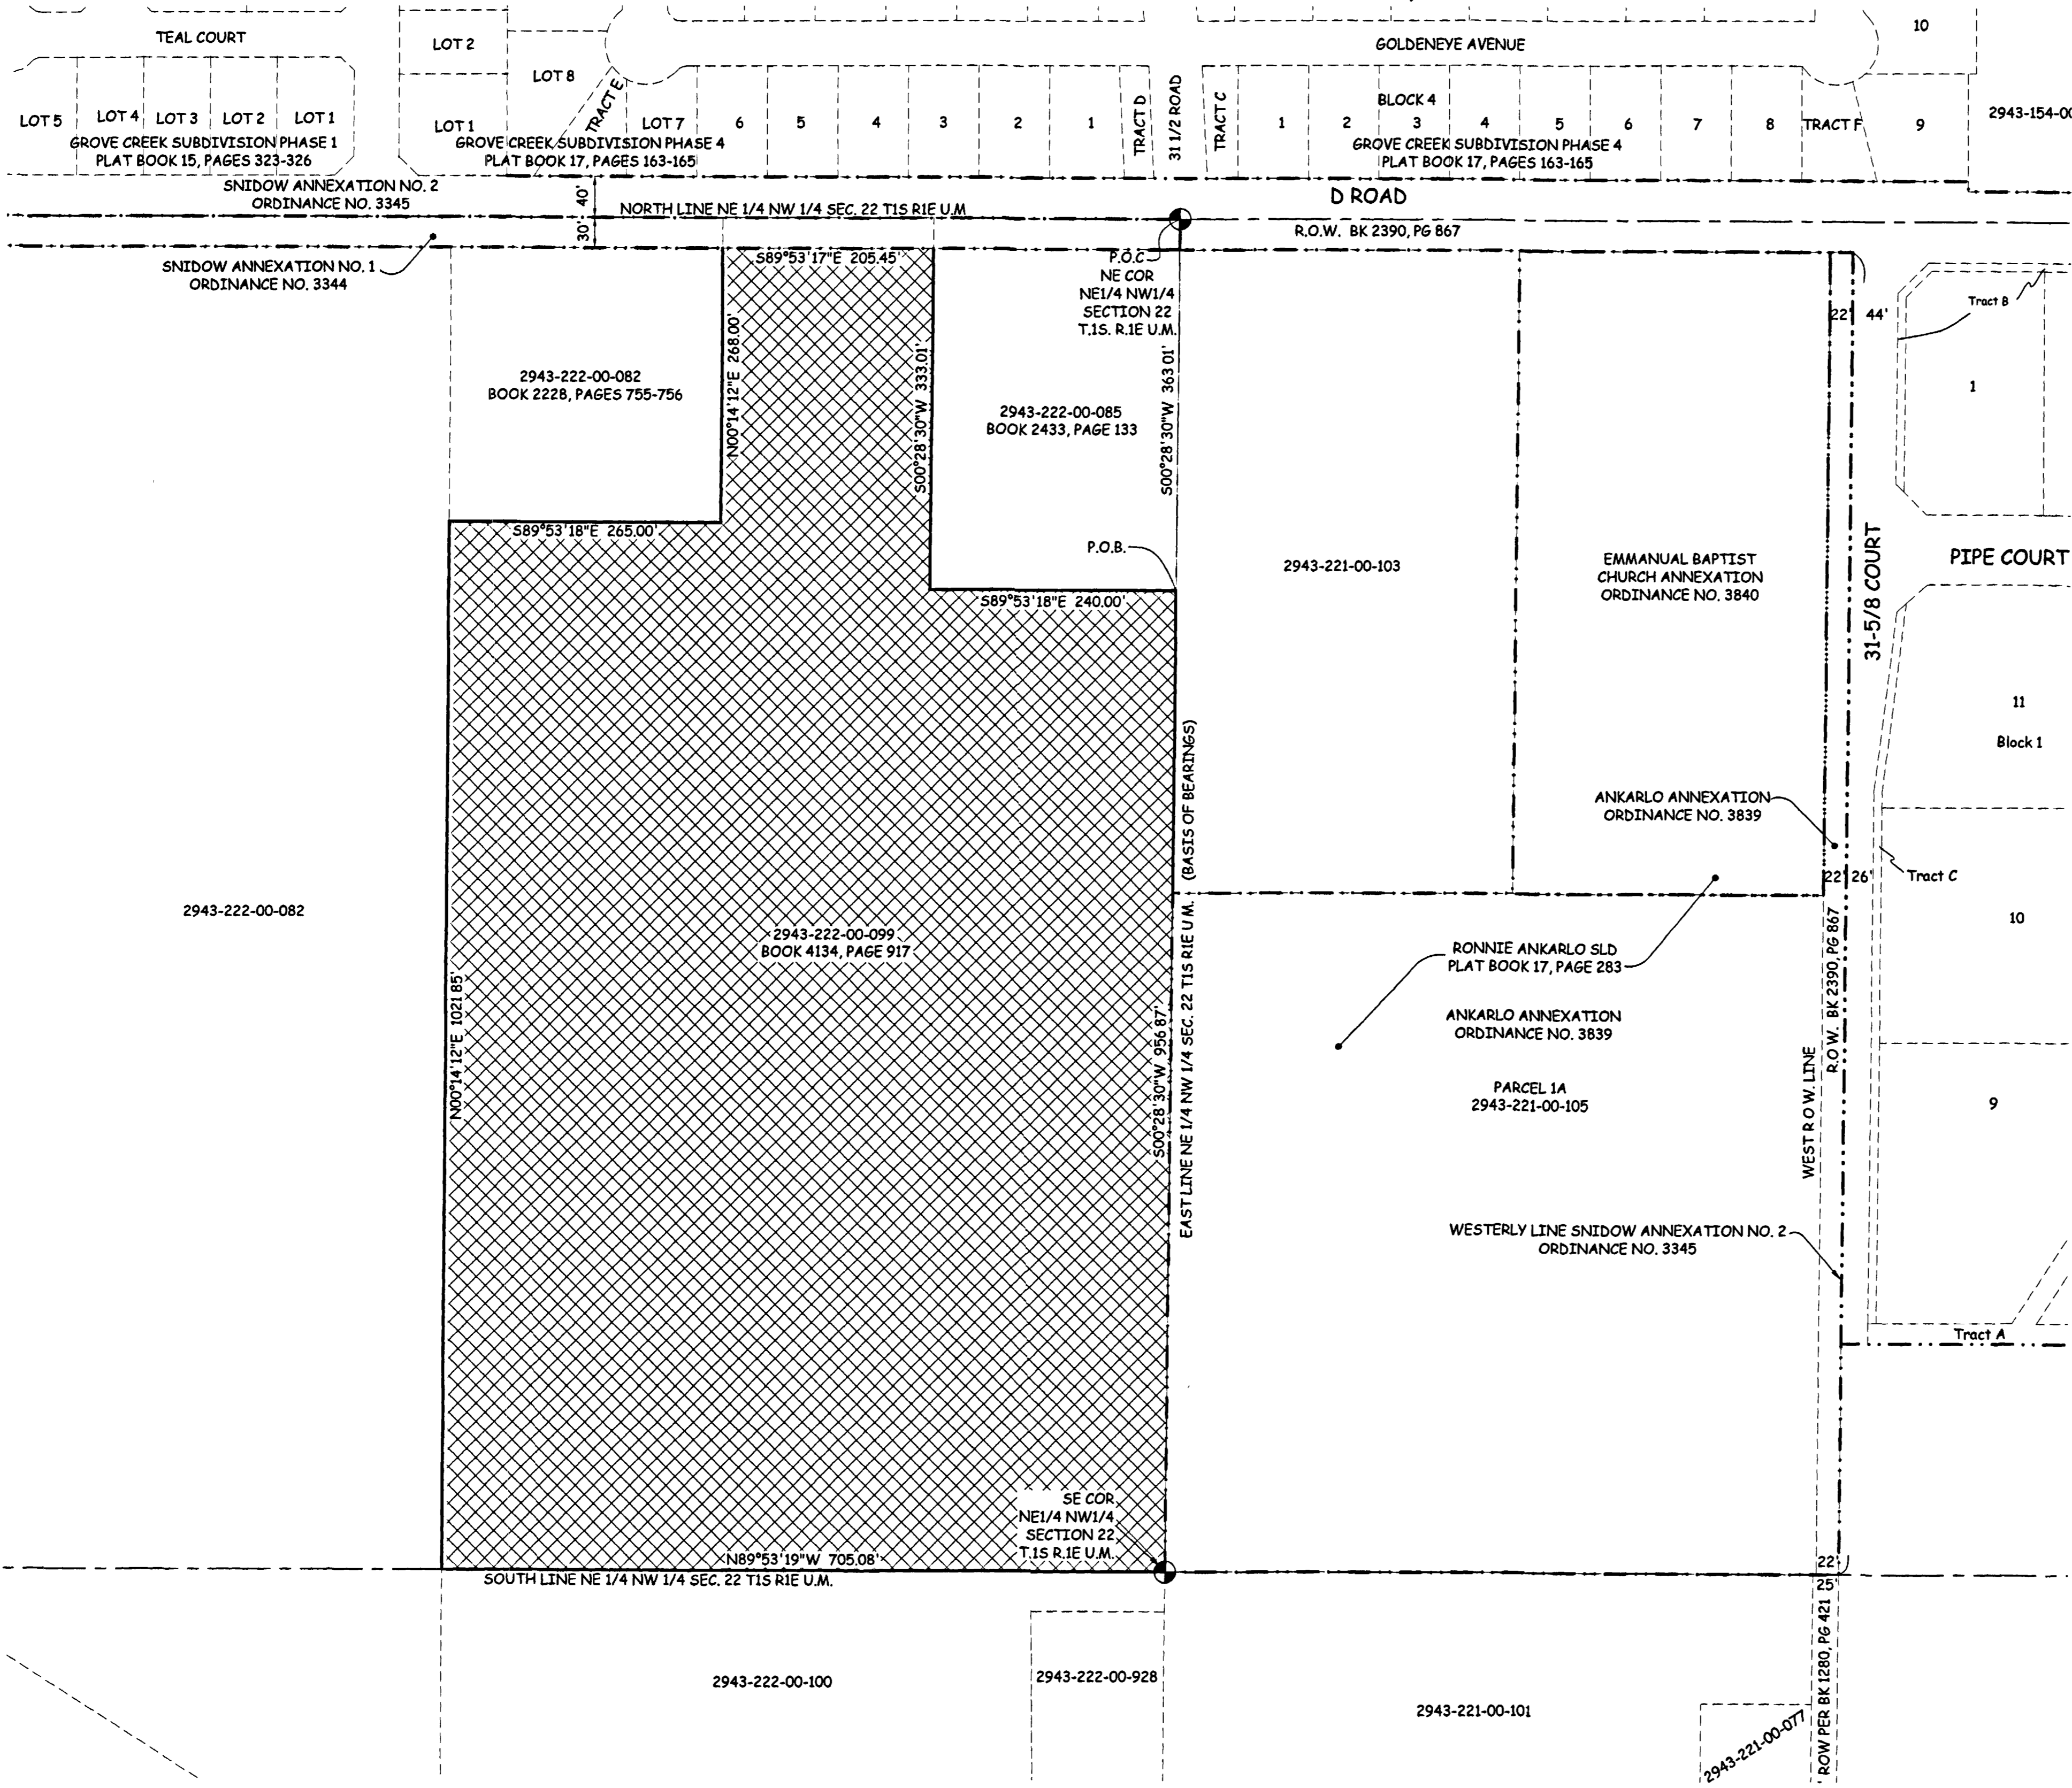 TEAL COURT
LOT 2
LOT 8
GOLDENEYE AVENUE
10
LOT 5
LOT 4
LOT 3
LOT 2
LOT 1
GROVE CREEK SUBDIVISION PHASE 1
PLAT BOOK 15, PAGES 323-326
LOT 1
TRACT E
LOT 7
6
5
4
3
2
1
TRACT D
31 1/2 ROAD
TRACT C
GROVE CREEK SUBDIVISION PHASE 4
PLAT BOOK 17, PAGES 163-165
BLOCK 4
1
2
3
4
5
6
7
8
TRACT F
9
GROVE CREEK SUBDIVISION PHASE 4
PLAT BOOK 17, PAGES 163-165
2943-154-00
SNIDOW ANNEXATION NO. 2
ORDINANCE NO. 3345
40'
30'
NORTH LINE NE 1/4 NW 1/4 SEC. 22 T1S R1E U.M
D ROAD
R.O.W. BK 2390, PG 867
SNIDOW ANNEXATION NO. 1
ORDINANCE NO. 3344
S89°53'17"E 205.45'
P.O.C
NE COR
NE1/4 NW1/4
SECTION 22
T.1S. R.1E U.M.
22'
44'
Tract B
1
N00°14'12"E 268.00'
S00°28'30"W 333.01'
S00°28'30"W 363 01'
2943-222-00-082
BOOK 2228, PAGES 755-756
2943-222-00-085
BOOK 2433, PAGE 133
S89°53'18"E 265.00'
P.O.B.
S89°53'18"E 240.00'
2943-221-00-103
EMMANUAL BAPTIST
CHURCH ANNEXATION
ORDINANCE NO. 3840
31-5/8 COURT
PIPE COURT
11
Block 1
(BASIS OF BEARINGS)
ANKARLO ANNEXATION
ORDINANCE NO. 3839
22'
26'
Tract C
10
2943-222-00-082
2943-222-00-099
BOOK 4134, PAGE 917
N00°14'12"E 1021 85'
S00°28'30"W 956 87'
EAST LINE NE 1/4 NW 1/4 SEC. 22 T1S R1E U M.
RONNIE ANKARLO SLD
PLAT BOOK 17, PAGE 283
ANKARLO ANNEXATION
ORDINANCE NO. 3839
PARCEL 1A
2943-221-00-105
WEST R O W. LINE
R.O W. BK 2390, PG 867
9
WESTERLY LINE SNIDOW ANNEXATION NO. 2
ORDINANCE NO. 3345
Tract A
SE COR
NE1/4 NW1/4
SECTION 22
T.1S R.1E U.M.
N89°53'19"W 705.08'
SOUTH LINE NE 1/4 NW 1/4 SEC. 22 T1S R1E U.M.
22'
25'
2943-222-00-100
2943-222-00-928
2943-221-00-101
2943-221-00-077
' ROW PER BK 1280, PG 421